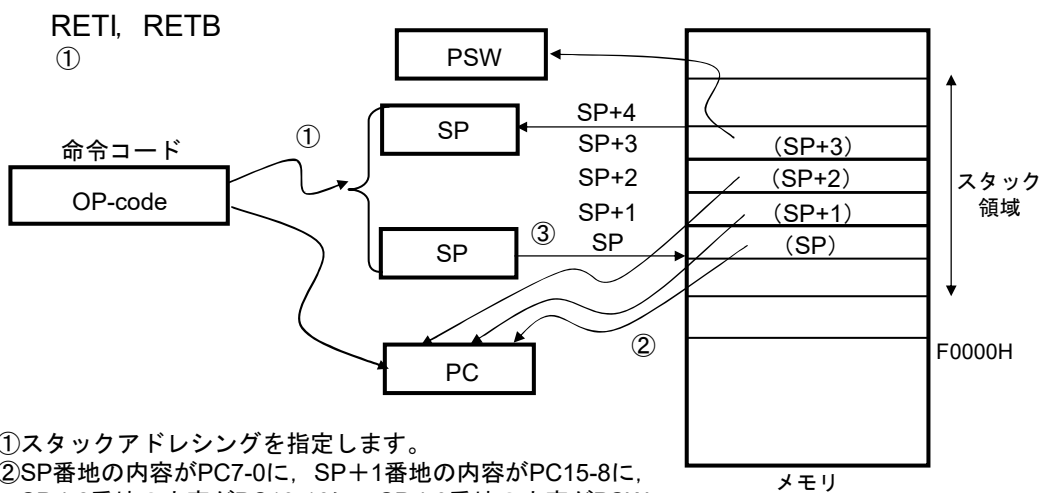 RETI, RETB
①
PSW
命令コード
OP-code
①
SP
SP+4
SP+3
SP+2
SP+1
SP
③
SP
(SP+3)
(SP+2)
(SP+1)
(SP)
スタック
領域
②
PC
F0000H
メモリ
①スタックアドレシングを指定します。
②SP番地の内容がPC7-0に，SP＋1番地の内容がPC15-8に，